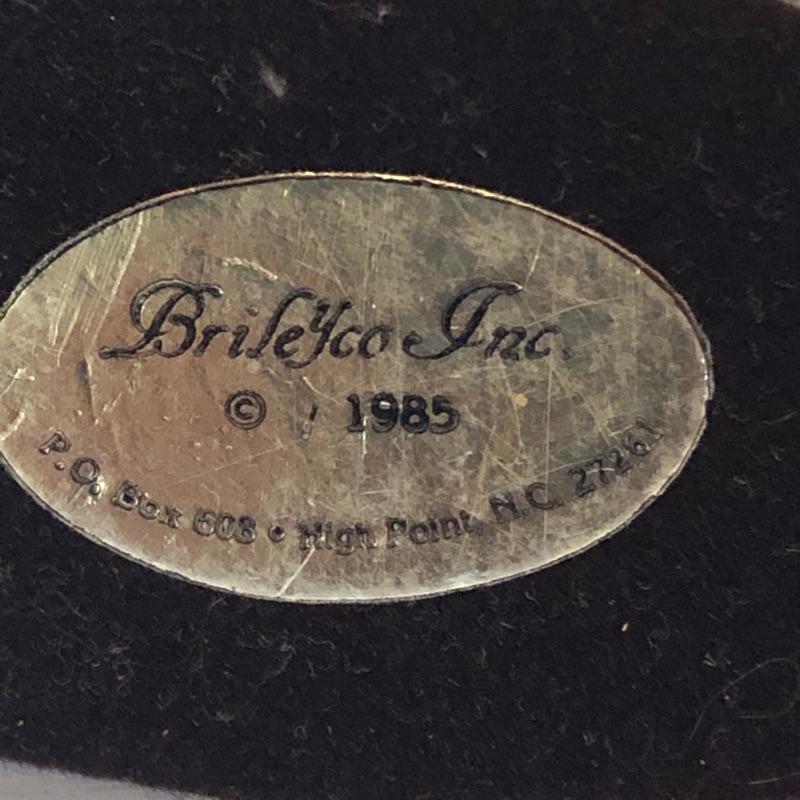 Brileyco Inc.
© 1985
P.O. Box 608 • High Point, N.C. 27261